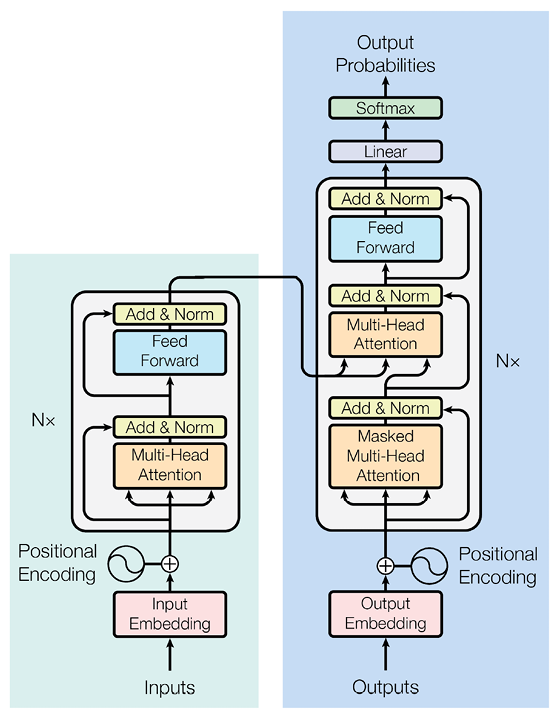 Output
Probabilities
Softmax
Linear
Add & Norm
Feed
Forward
Add & Norm
Multi-Head
Attention
Add & Norm
Masked
Multi-Head
Attention
N×
Positional
Encoding
Output
Embedding
Outputs
Add & Norm
Feed
Forward
Add & Norm
Multi-Head
Attention
N×
Positional
Encoding
Input
Embedding
Inputs